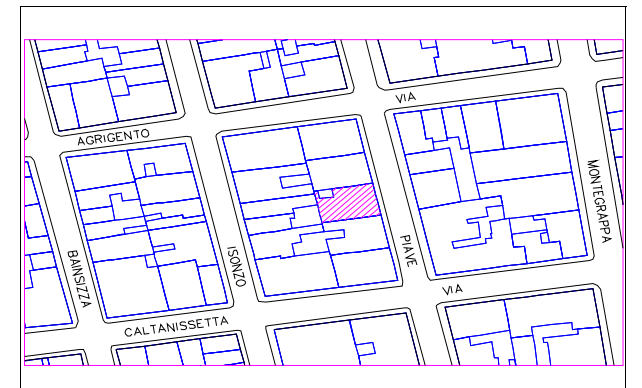 VIA
AGRIGENTO
MONTEGRAPPA
BAINSIZZA
ISONZO
PIAVE
VIA
CALTANISSETTA